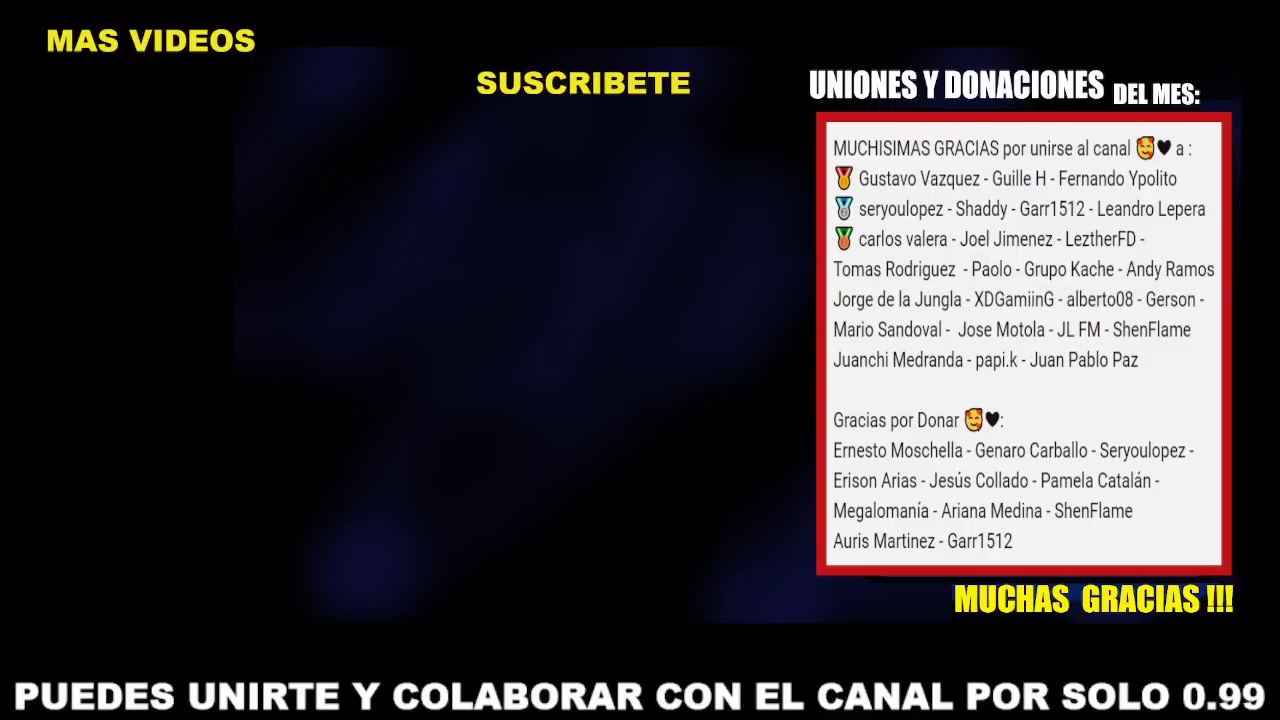 MAS VIDEOS
SUSCRIBETE
UNIONES Y DONACIONES DEL MES:
MUCHISIMAS GRACIAS por unirse al canal 🥰🖤 a :
🥇 Gustavo Vazquez - Guille H - Fernando Ypolito
🥈 seryoulopez - Shaddy - Garr1512 - Leandro Lepera
🥉 carlos valera - Joel Jimenez - LeztherFD -
Tomas Rodriguez - Paolo - Grupo Kache - Andy Ramos
Jorge de la Jungla - XDGamiinG - alberto08 - Gerson -
Mario Sandoval - Jose Motola - JL FM - ShenFlame
Juanchi Medranda - papi.k - Juan Pablo Paz
Gracias por Donar 🥰🖤:
Ernesto Moschella - Genaro Carballo - Seryoulopez -
Erison Arias - Jesús Collado - Pamela Catalán -
Megalomanía - Ariana Medina - ShenFlame
Auris Martinez - Garr1512
MUCHAS GRACIAS !!!
PUEDES UNIRTE Y COLABORAR CON EL CANAL POR SOLO 0.99